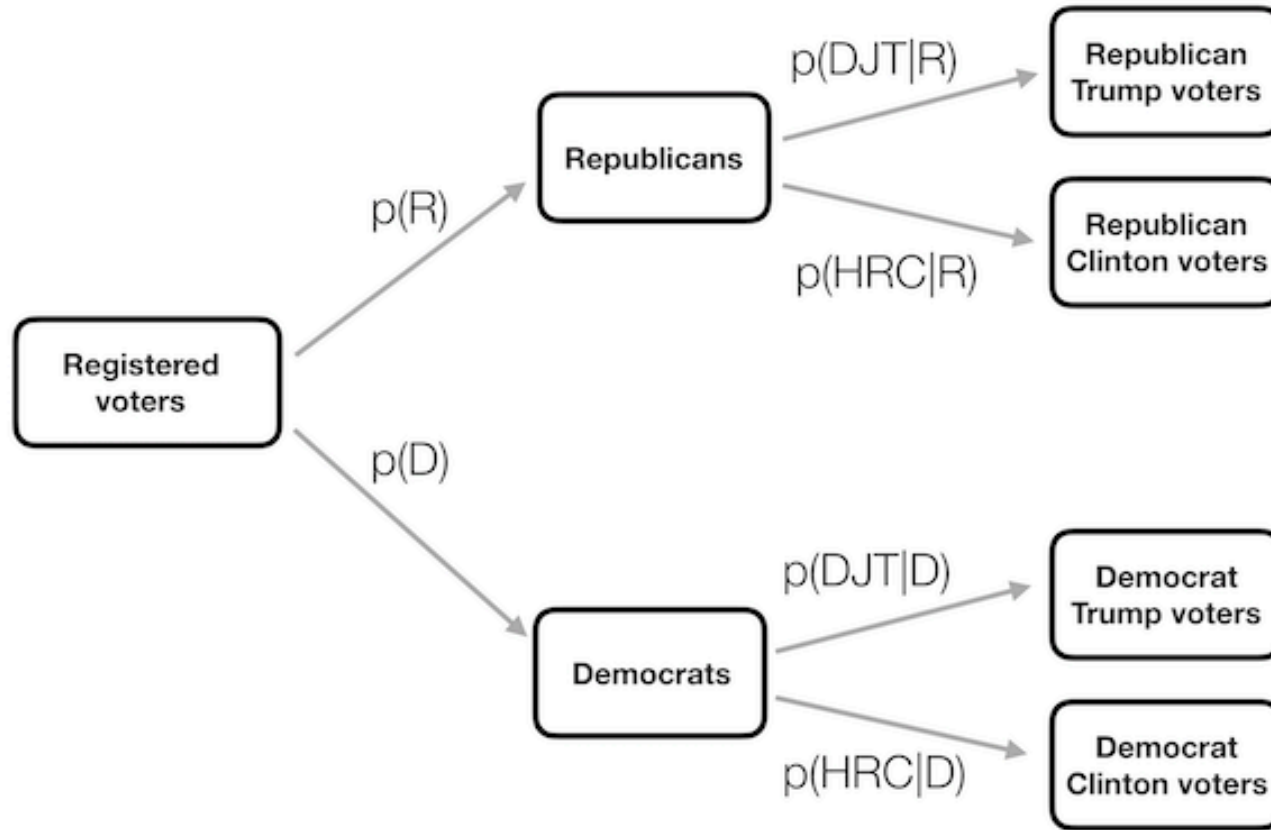 p(DJT|R)
Republican
Trump voters
Republicans
p(R)
Republican
Clinton voters
p(HRC|R)
Registered
voters
p(D)
p(DJT|D)
Democrat
Trump voters
Democrats
Democrat
Clinton voters
p(HRC|D)